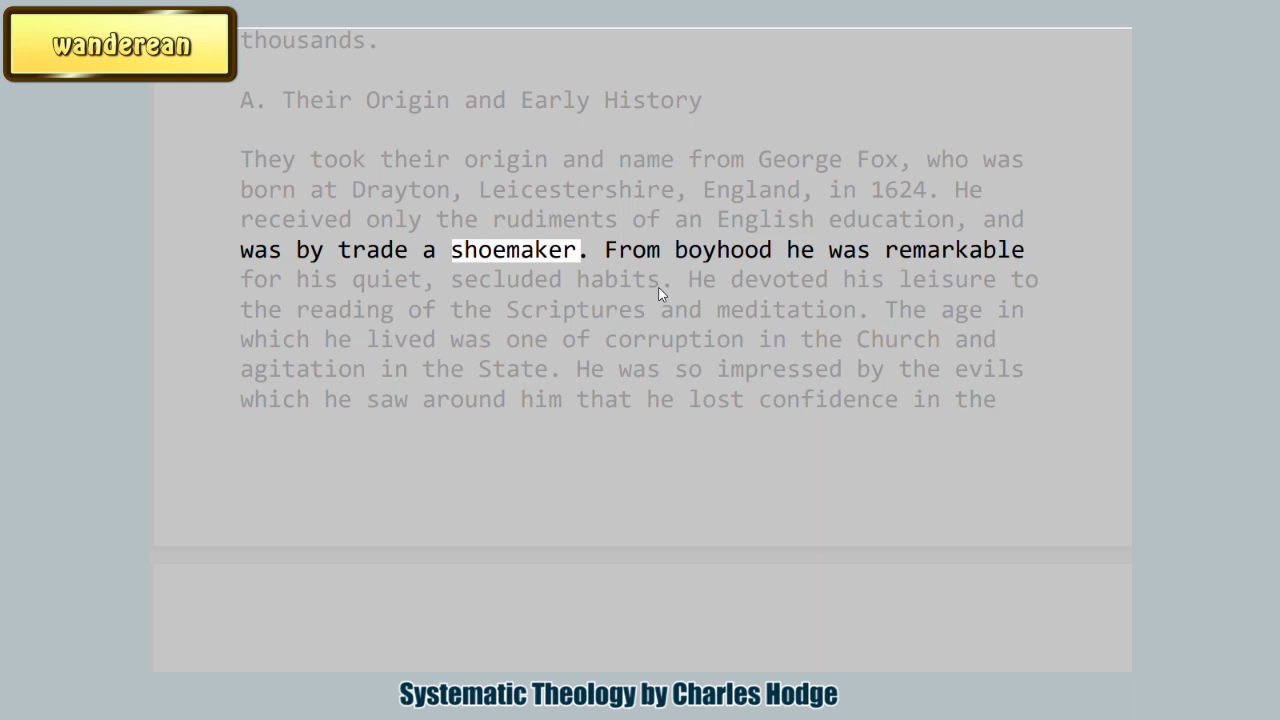 wanderean
thousands.
A. Their Origin and Early History
They took their origin and name from George Fox, who was
born at Drayton, Leicestershire, England, in 1624. He
received only the rudiments of an English education, and
was by trade a shoemaker. From boyhood he was remarkable
for his quiet, secluded habits. He devoted his leisure to
the reading of the Scriptures and meditation. The age in
which he lived was one of corruption in the Church and
agitation in the State. He was so impressed by the evils
which he saw around him that he lost confidence in the
Systematic Theology by Charles Hodge